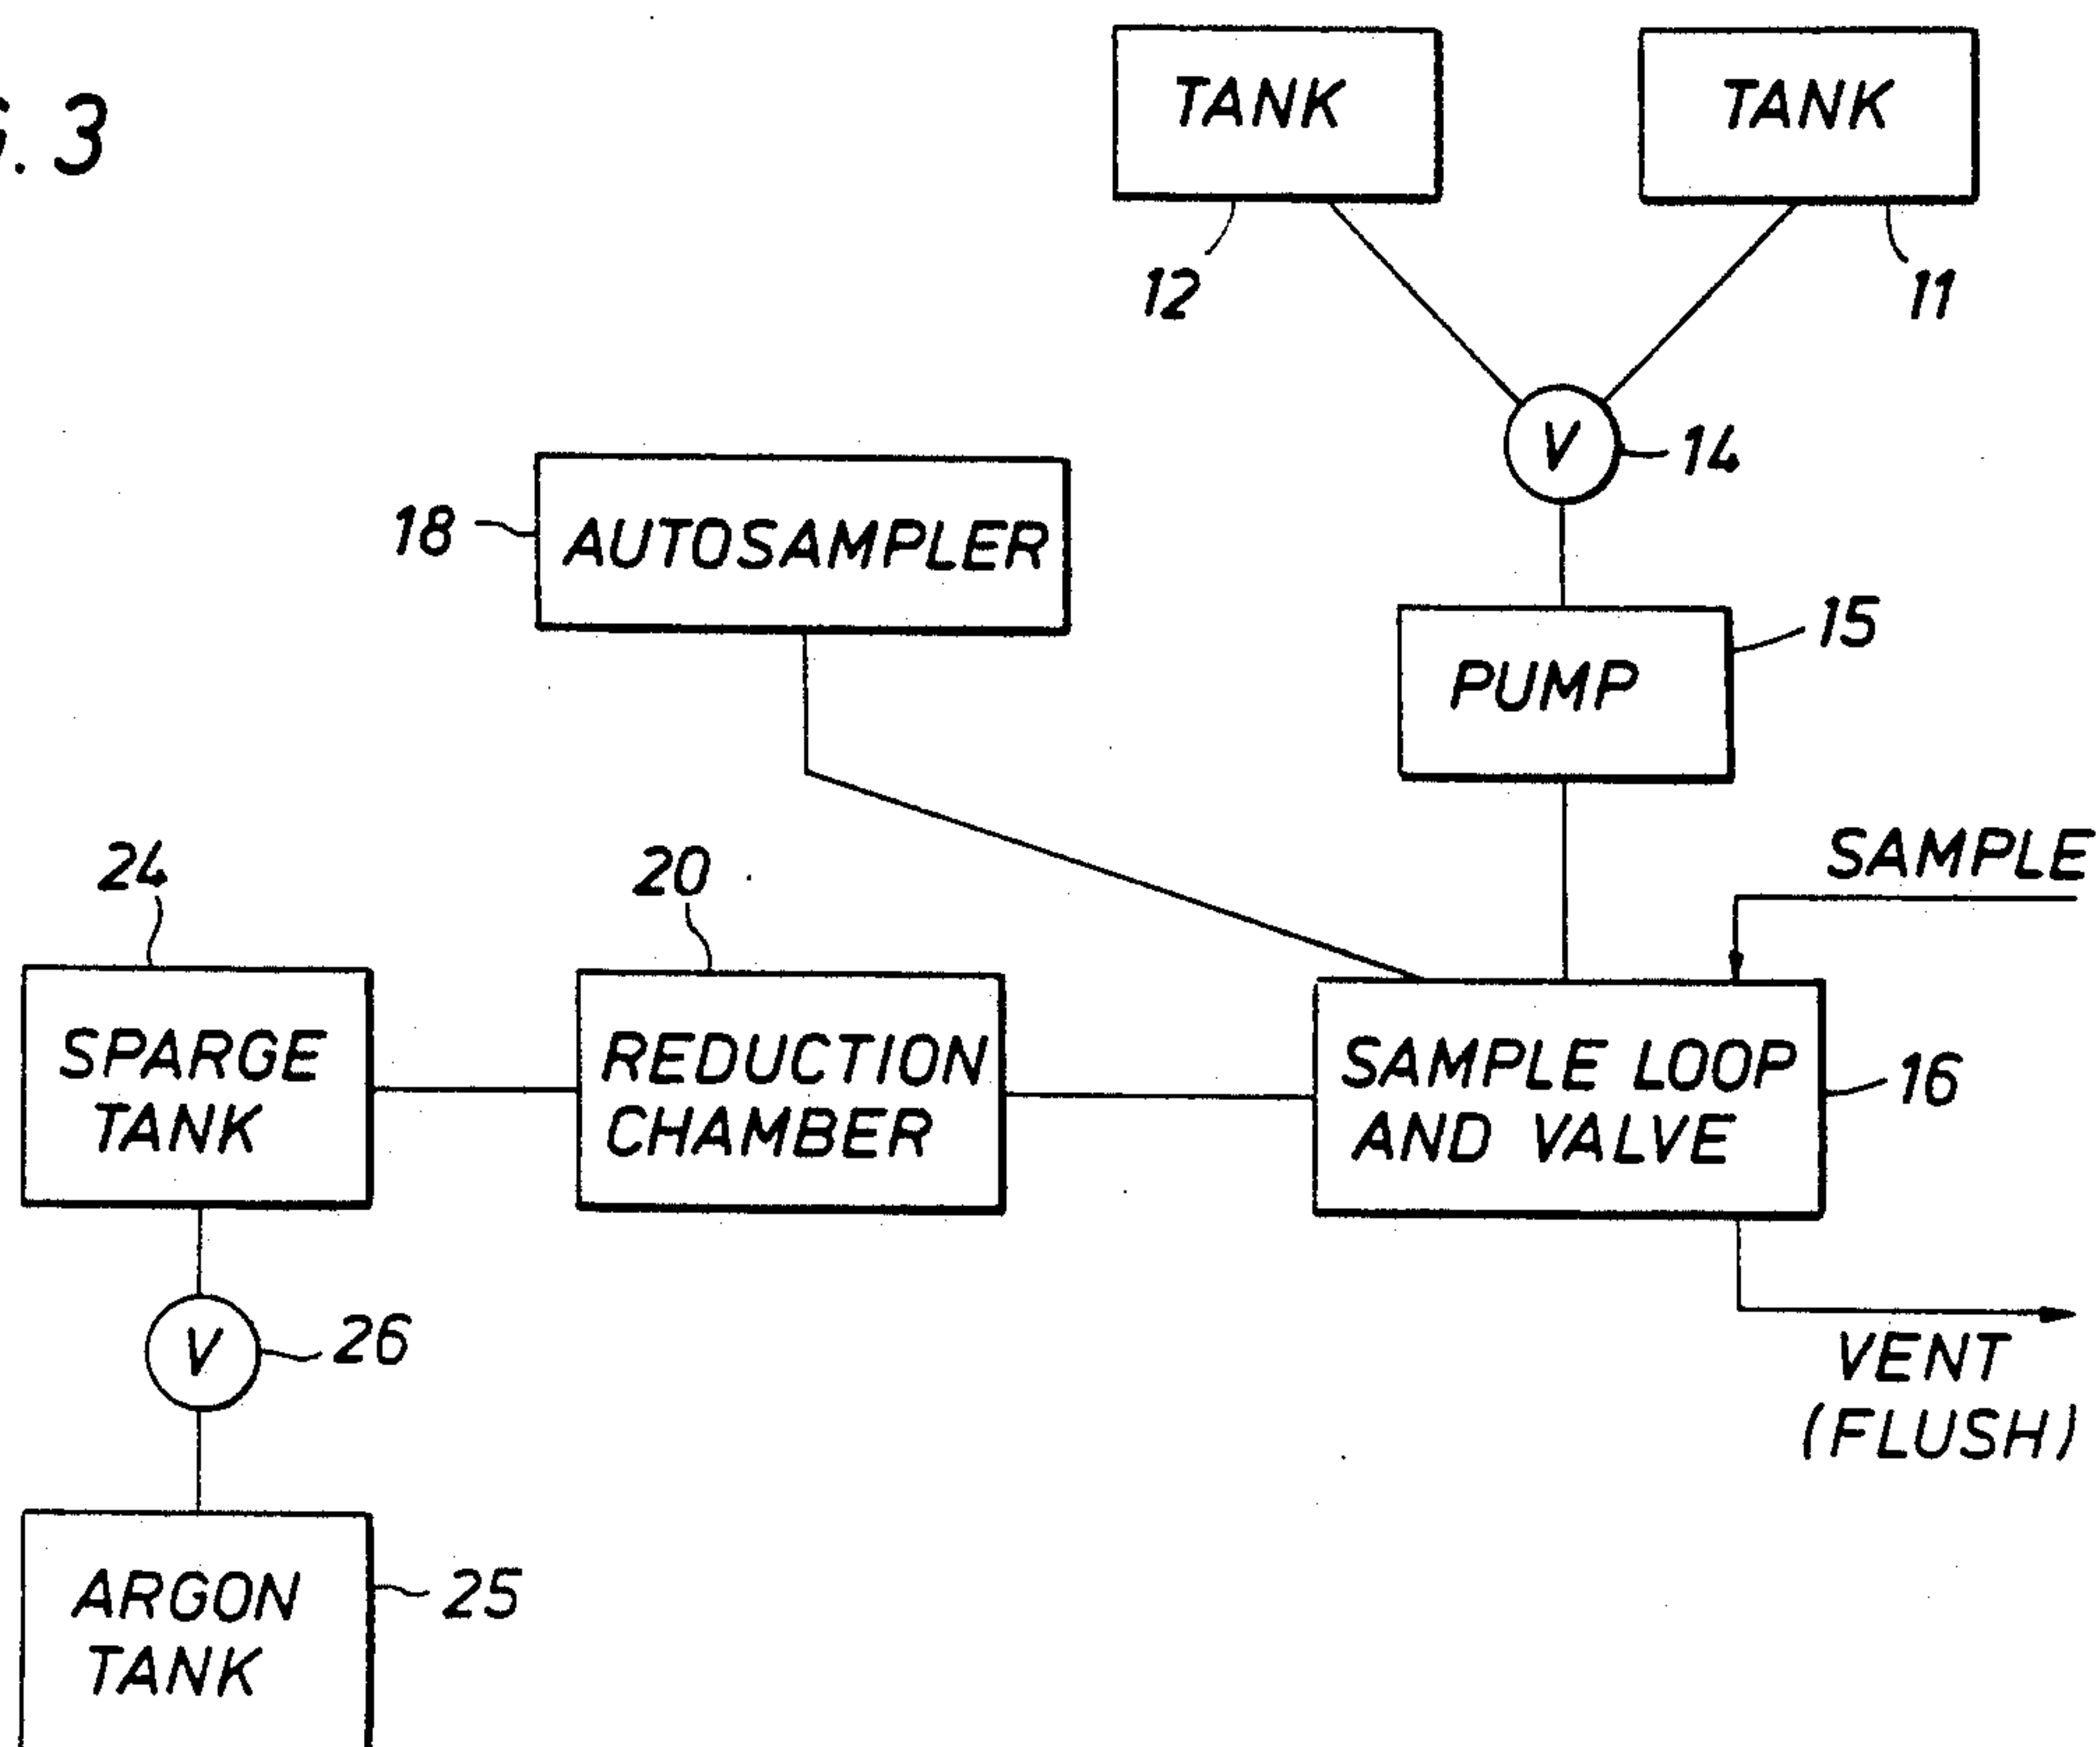 G. 3
TANK
TANK
12
11
V
14
18
AUTOSAMPLER
15
PUMP
SAMPLE
24
20
SPARGE
TANK
REDUCTION
CHAMBER
SAMPLE LOOP
AND VALVE
16
V
26
VENT
(FLUSH)
ARGON
TANK
25